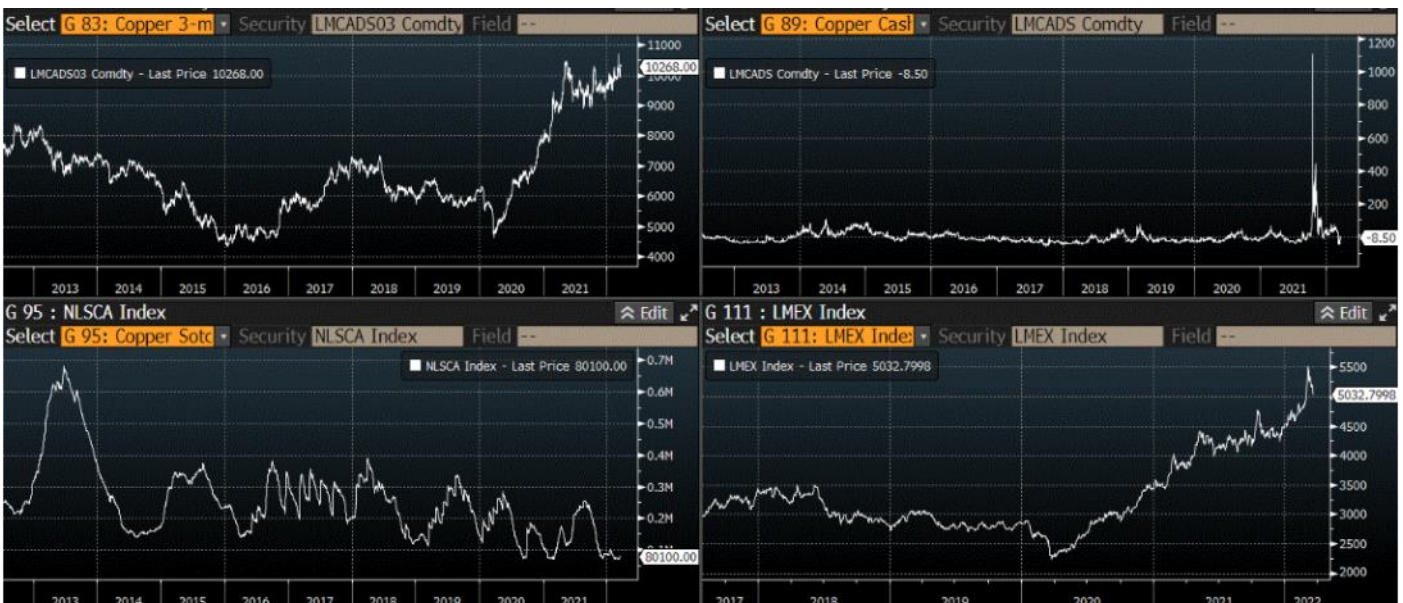 Select G 83: Copper 3-m Security LMCADS03 Comdty Field --
LMCADS03 Comdty - Last Price 10268.00
11000
10268.00
10000
9000
8000
7000
6000
5000
4000
2013 2014 2015 2016 2017 2018 2019 2020 2021
Select G 89: Copper Cash Security LMCADS Comdty Field --
LMCADS Comdty - Last Price -8.50
1200
1000
800
600
400
200
-8.50
2013 2014 2015 2016 2017 2018 2019 2020 2021
G 95 : NLSCA Index Edit
Select G 95: Copper Sotc Security NLSCA Index Field --
NLSCA Index - Last Price 80100.00
0.7M
0.6M
0.5M
0.4M
0.3M
0.2M
0.1M
80100.00
2013 2014 2015 2016 2017 2018 2019 2020 2021
G 111 : LMEX Index Edit
Select G 111: LMEX Index Security LMEX Index Field --
LMEX Index - Last Price 5032.7998
5500
5032.7998
4500
4000
3500
3000
2500
2000
2017 2018 2019 2020 2021 2022